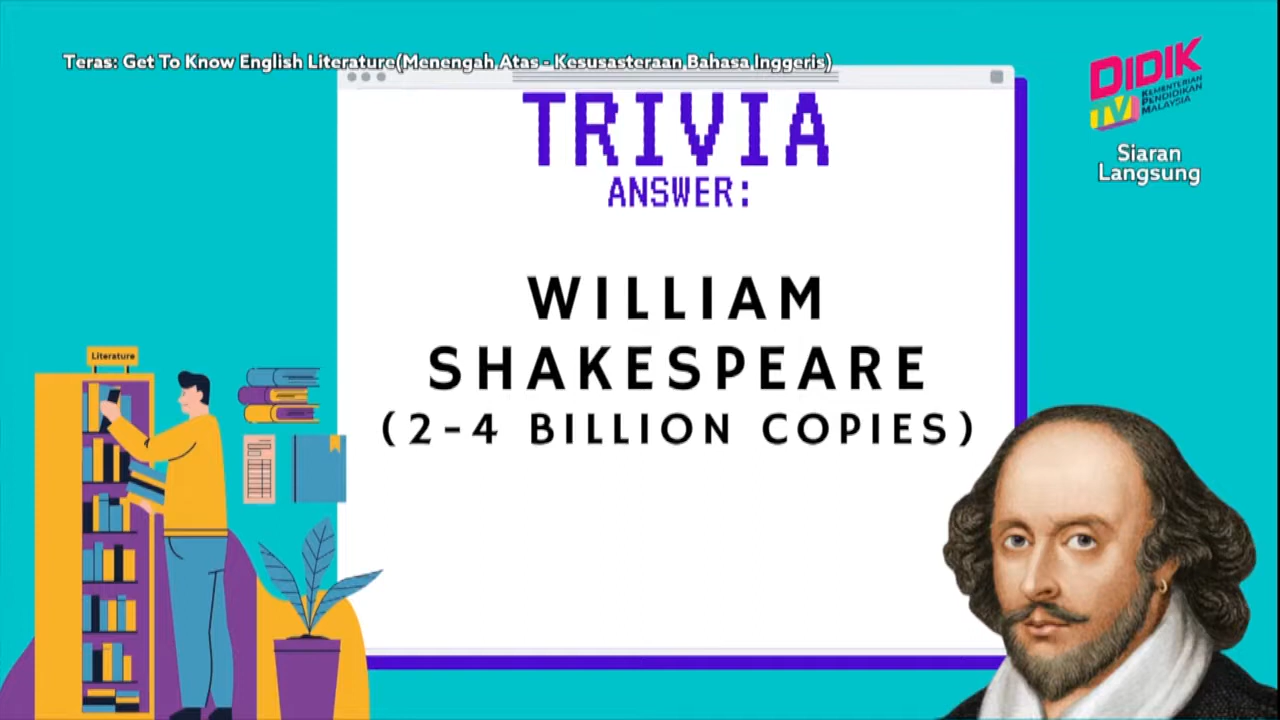 Teras: Get To Know English Literature(Menengah Atas - Kesusasteraan Bahasa Inggeris)
DIDIK
TV
KEMENTERIAN
PENDIDIKAN
MALAYSIA
Siaran
Langsung
TRIVIA
ANSWER:
WILLIAM
SHAKESPEARE
(2-4 BILLION COPIES)
Literature